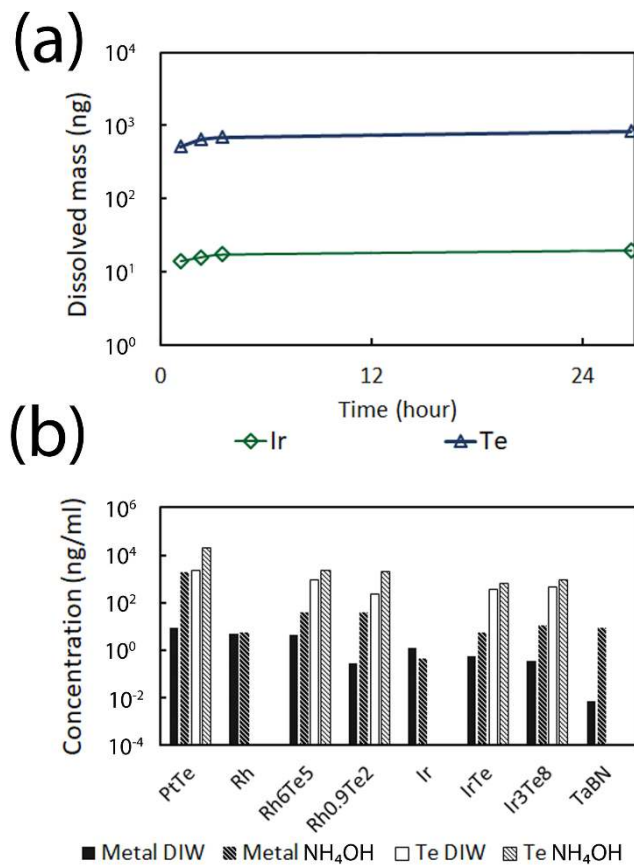 (a)
10⁴
10³
10²
10¹
10⁰
Dissolved mass (ng)
0 12 24
Time (hour)
Ir Te
(b)
10⁶
10⁴
10²
10⁰
10⁻²
10⁻⁴
Concentration (ng/ml)
PtTe Rh Rh6Te5 Rh0.9Te2 Ir IrTe Ir3Te8 TaBN
Metal DIW Metal NH₄OH Te DIW Te NH₄OH